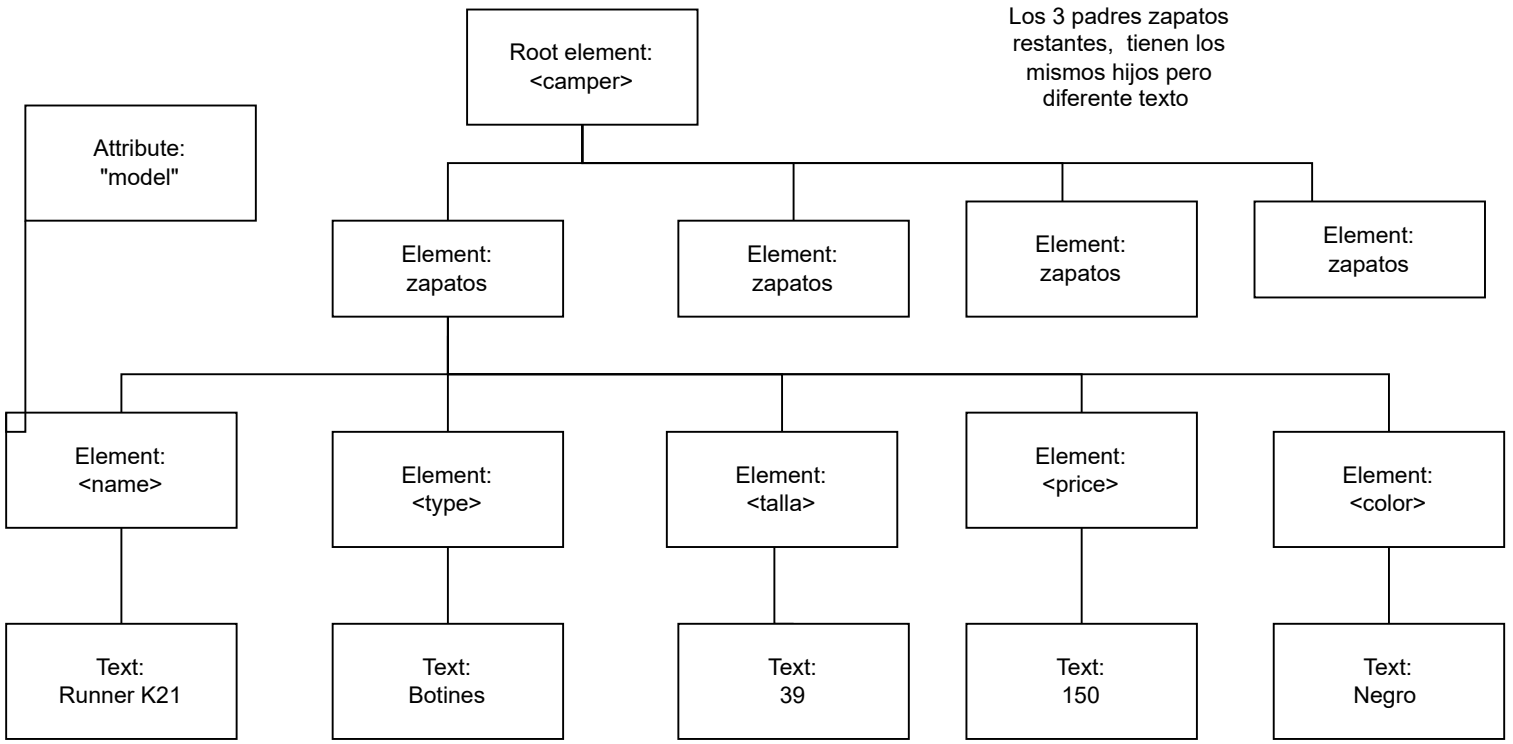 Root element:
<camper>
Los 3 padres zapatos
restantes, tienen los
mismos hijos pero
diferente texto
Attribute:
"model"
Element:
zapatos
Element:
zapatos
Element:
zapatos
Element:
zapatos
Element:
<name>
Element:
<type>
Element:
<talla>
Element:
<price>
Element:
<color>
Text:
Runner K21
Text:
Botines
Text:
39
Text:
150
Text:
Negro